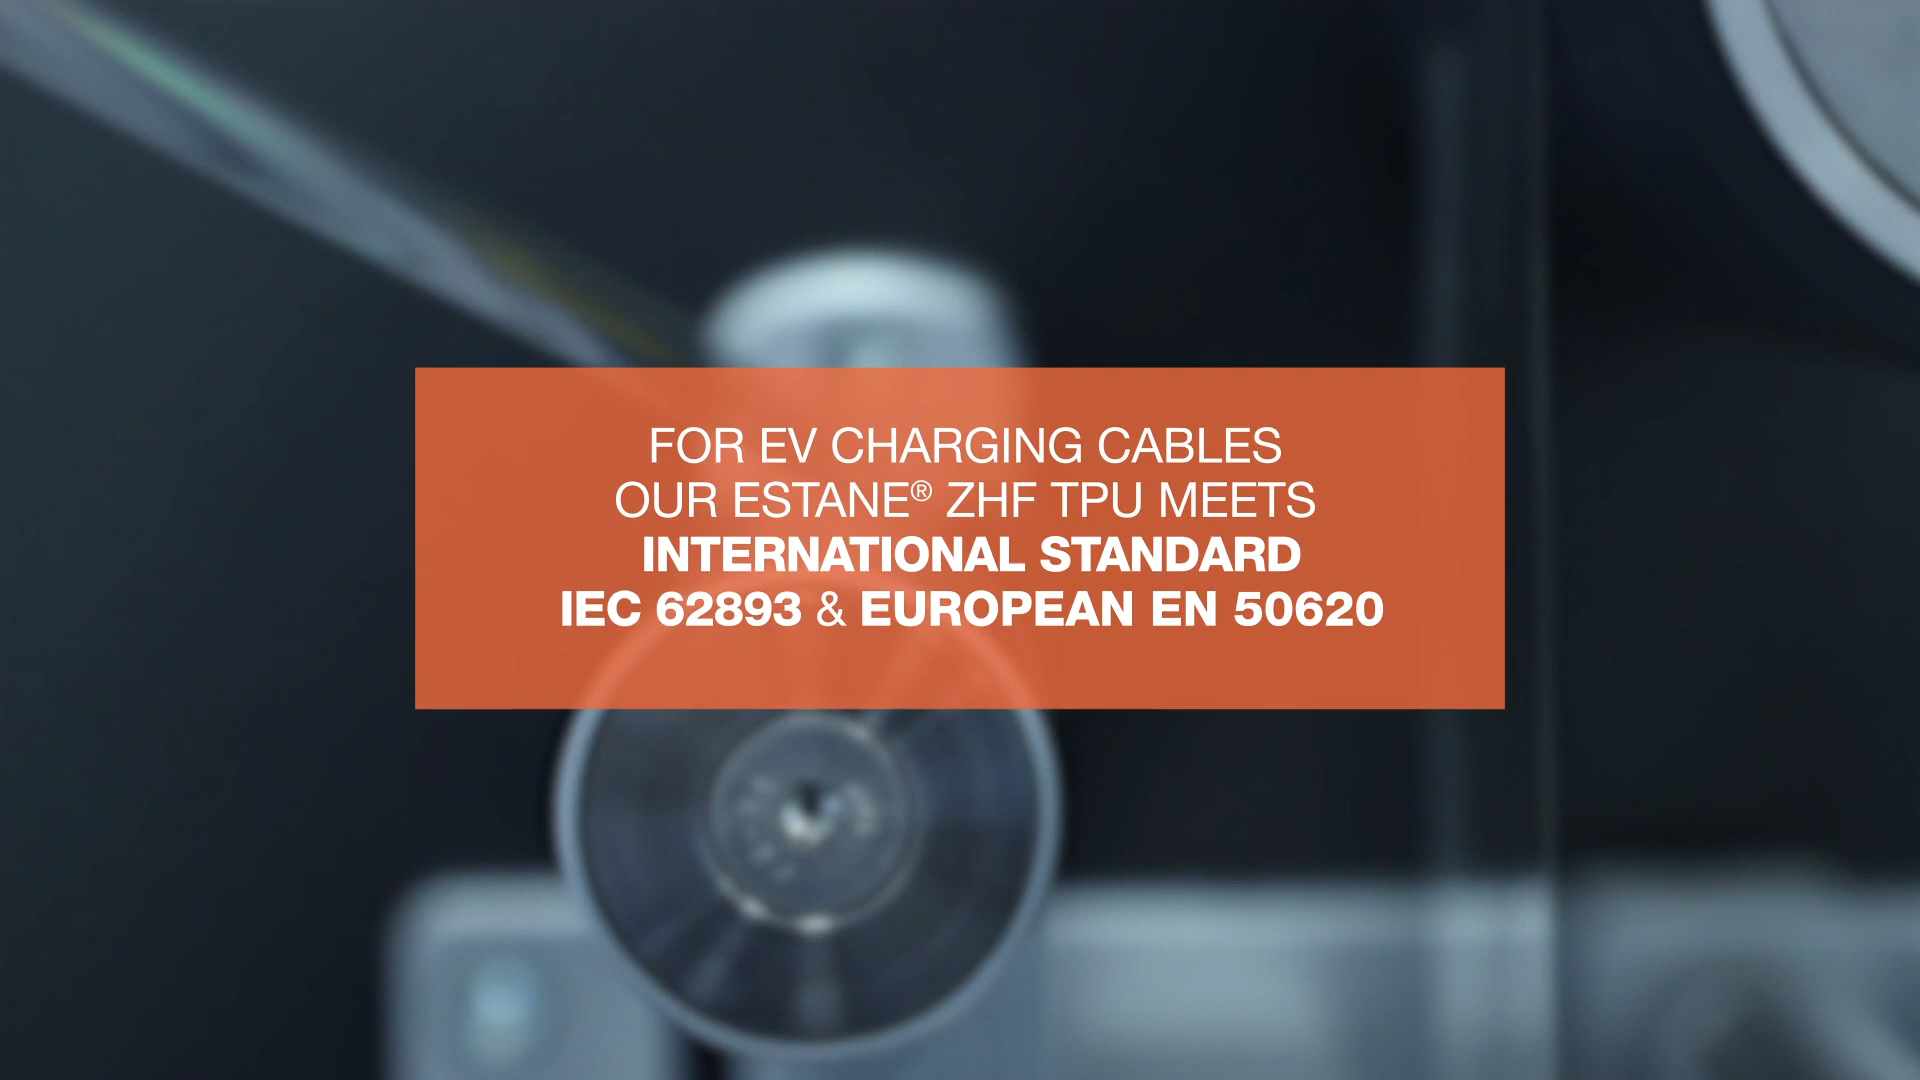 FOR EV CHARGING CABLES
OUR ESTANE® ZHF TPU MEETS
INTERNATIONAL STANDARD
IEC 62893 & EUROPEAN EN 50620